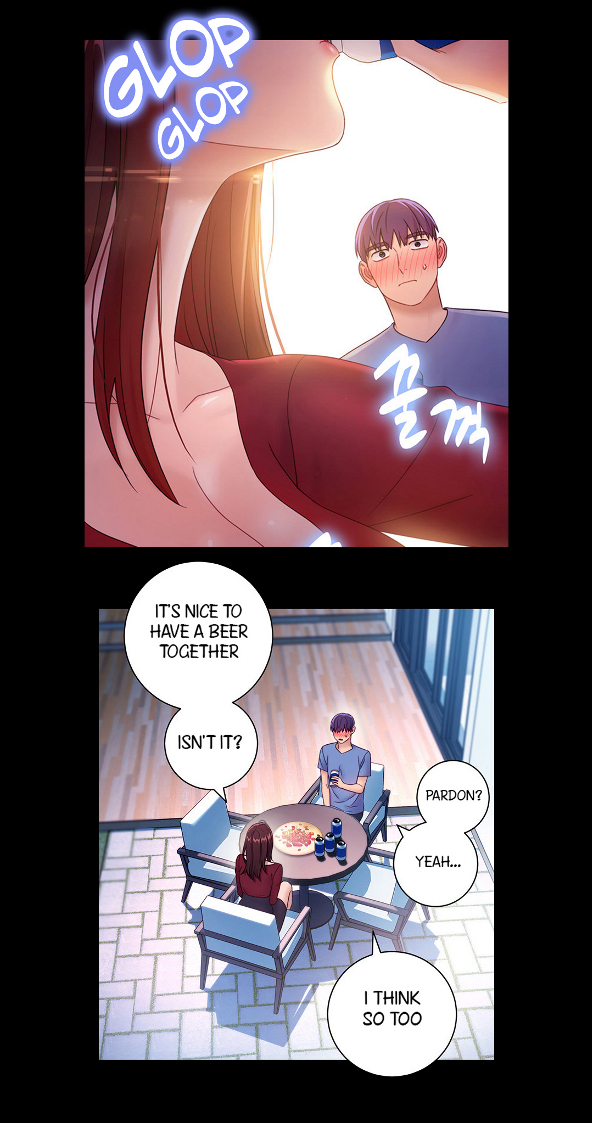 GLOP
GLOP
꿀
꺽
IT'S NICE TO
HAVE A BEER
TOGETHER
ISN'T IT?
PARDON?
YEAH...
I THINK
SO TOO